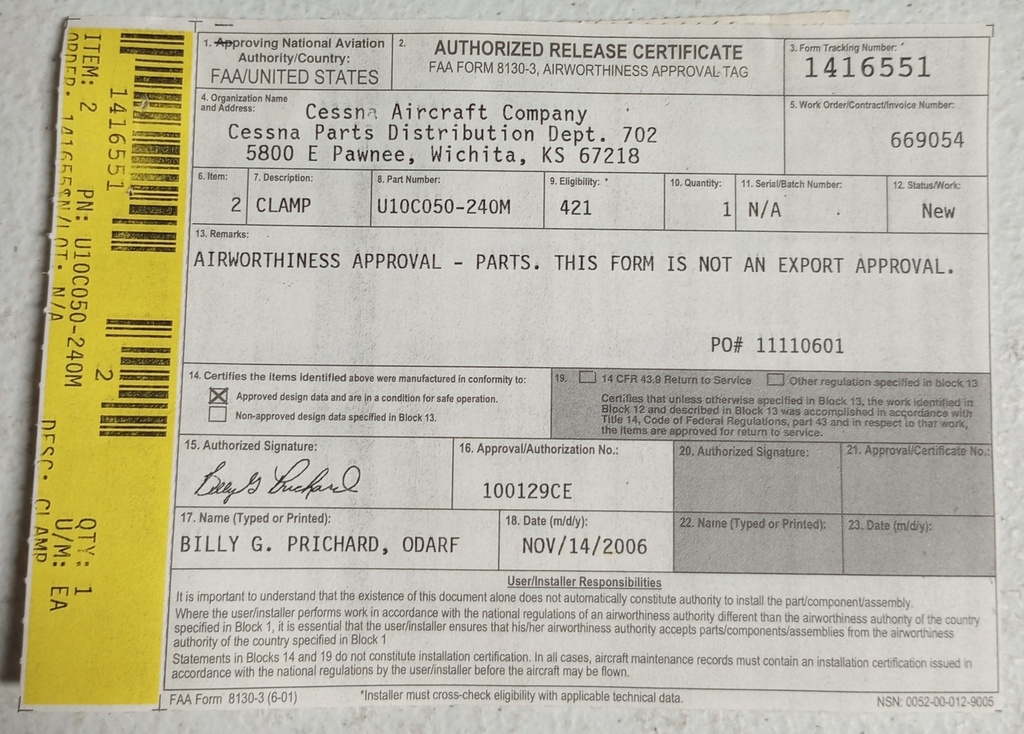 1. Approving National Aviation
Authority/Country:
FAA/UNITED STATES
2.
AUTHORIZED RELEASE CERTIFICATE
FAA FORM 8130-3, AIRWORTHINESS APPROVAL TAG
3. Form Tracking Number:
1416551
4. Organization Name
and Address:
Cessna Aircraft Company
Cessna Parts Distribution Dept. 702
5800 E Pawnee, Wichita, KS 67218
5. Work Order/Contract/Invoice Number:
669054
6. Item:
2
7. Description:
CLAMP
8. Part Number:
U10C050-240M
9. Eligibility: *
421
10. Quantity:
1
11. Serial/Batch Number:
N/A
12. Status/Work:
New
13. Remarks:
AIRWORTHINESS APPROVAL - PARTS. THIS FORM IS NOT AN EXPORT APPROVAL.
PO# 11110601
14. Certifies the items identified above were manufactured in conformity to:
Approved design data and are in a condition for safe operation.
Non-approved design data specified in Block 13.
19. 14 CFR 43.9 Return to Service Other regulation specified in block 13
Certifies that unless otherwise specified in Block 13, the work identified in
Block 12 and described in Block 13 was accomplished in accordance with
Title 14, Code of Federal Regulations, part 43 and in respect to that work,
the items are approved for return to service.
15. Authorized Signature:
Billy G Prichard
16. Approval/Authorization No.:
100129CE
20. Authorized Signature:
21. Approval/Certificate No.:
17. Name (Typed or Printed):
BILLY G. PRICHARD, ODARF
18. Date (m/d/y):
NOV/14/2006
22. Name (Typed or Printed):
23. Date (m/d/y):
User/Installer Responsibilities
It is important to understand that the existence of this document alone does not automatically constitute authority to install the part/component/assembly.
Where the user/installer performs work in accordance with the national regulations of an airworthiness authority different than the airworthiness authority of the country
specified in Block 1, it is essential that the user/installer ensures that his/her airworthiness authority accepts parts/components/assemblies from the airworthiness
authority of the country specified in Block 1
Statements in Blocks 14 and 19 do not constitute installation certification. In all cases, aircraft maintenance records must contain an installation certification issued in
accordance with the national regulations by the user/installer before the aircraft may be flown.
FAA Form 8130-3 (6-01)
*Installer must cross-check eligibility with applicable technical data.
NSN: 0052-00-012-9005
1416551
2
ITEM: 2 PN: U10C050-240M QTY: 1
U/M: EA
ORDER: 1416551
SN/LOT: N/A DESC: CLAMP